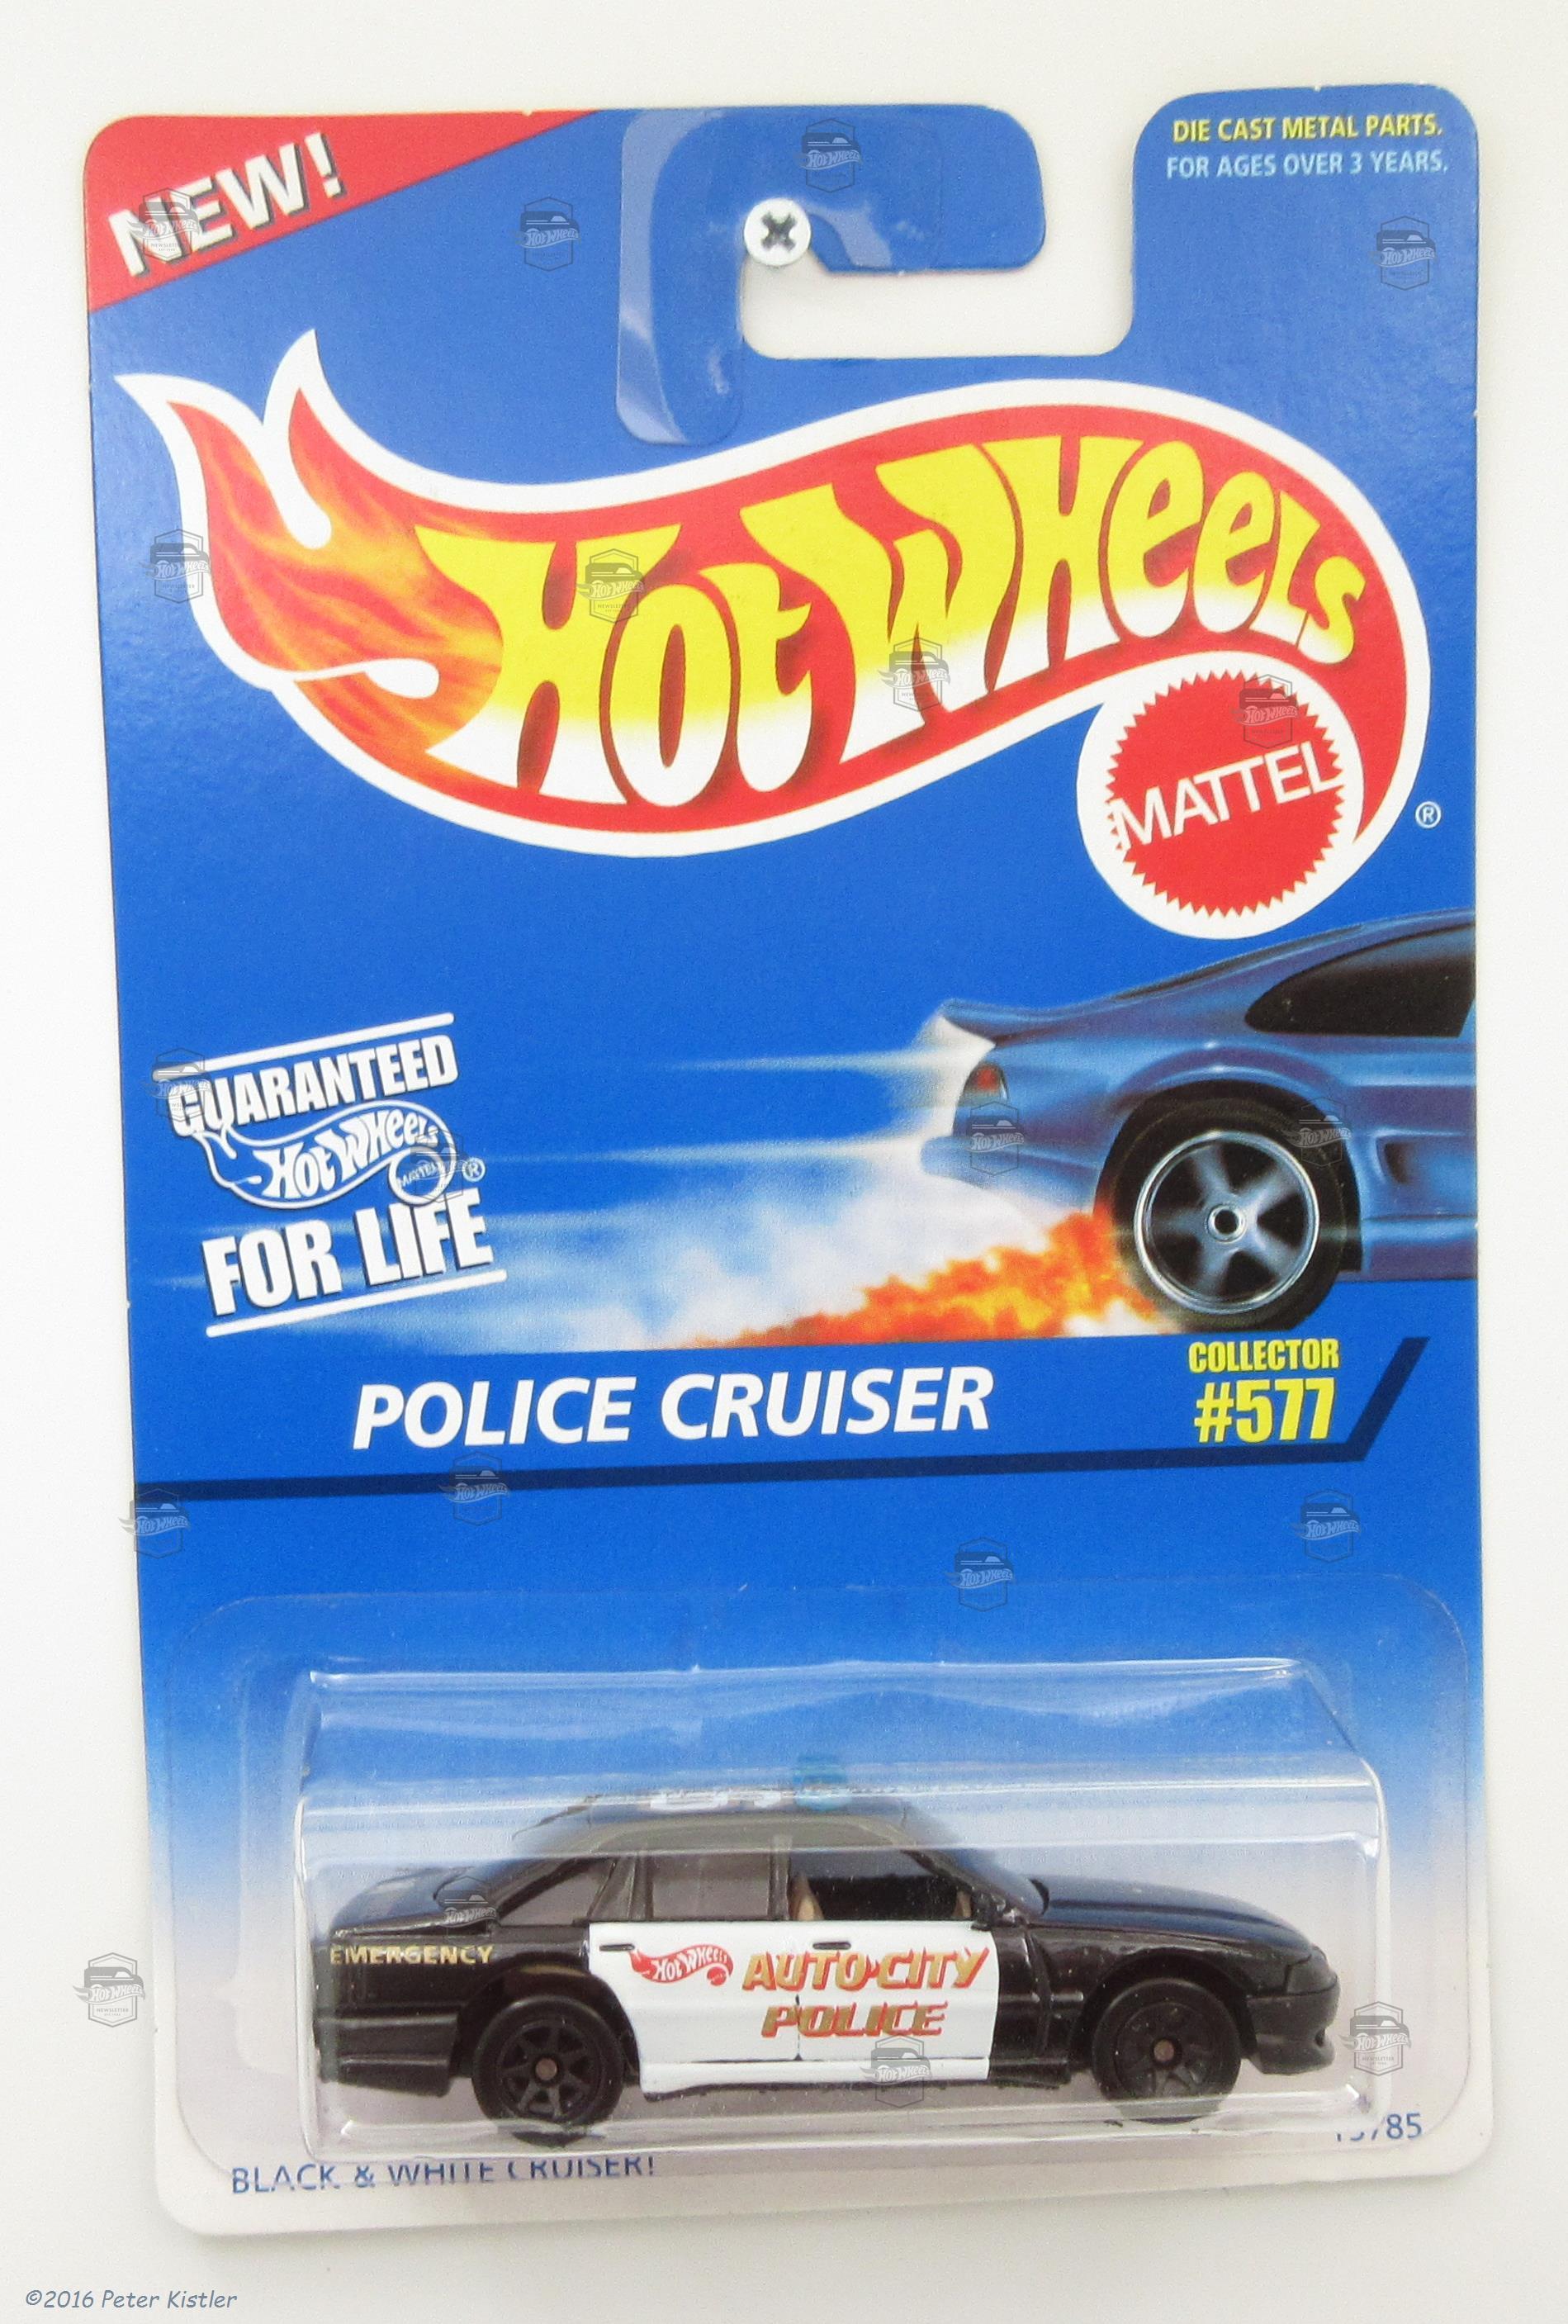 NEW!
DIE CAST METAL PARTS.
FOR AGES OVER 3 YEARS.
HOT WHEELS
MATTEL
®
GUARANTEED
HOT WHEELS
MATTEL ®
FOR LIFE
POLICE CRUISER
COLLECTOR
#577
EMERGENCY
HOT WHEELS
AUTO•CITY
POLICE
BLACK & WHITE CRUISER!
©2016 Peter Kistler